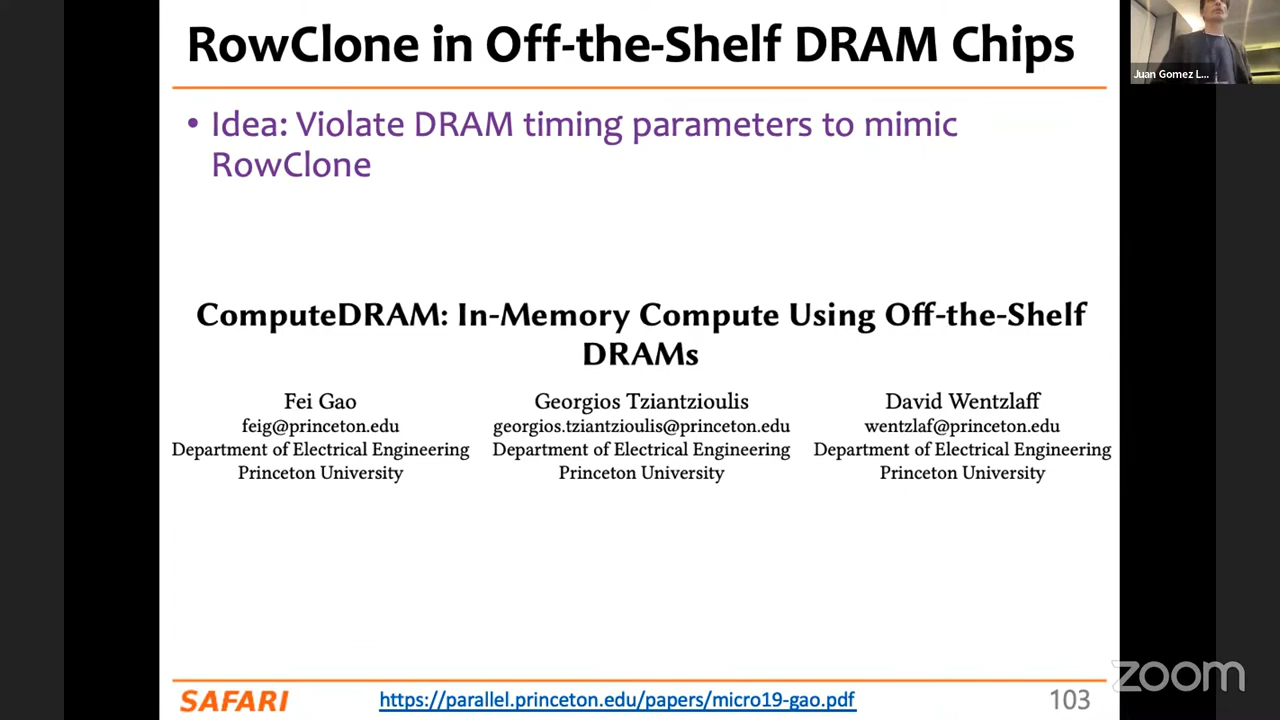 RowClone in Off-the-Shelf DRAM Chips
Juan Gomez L...
• Idea: Violate DRAM timing parameters to mimic
RowClone
ComputeDRAM: In-Memory Compute Using Off-the-Shelf
DRAMs
Fei Gao
feig@princeton.edu
Department of Electrical Engineering
Princeton University
Georgios Tziantzioulis
georgios.tziantzioulis@princeton.edu
Department of Electrical Engineering
Princeton University
David Wentzlaff
wentzlaf@princeton.edu
Department of Electrical Engineering
Princeton University
SAFARI
https://parallel.princeton.edu/papers/micro19-gao.pdf
103
zoom